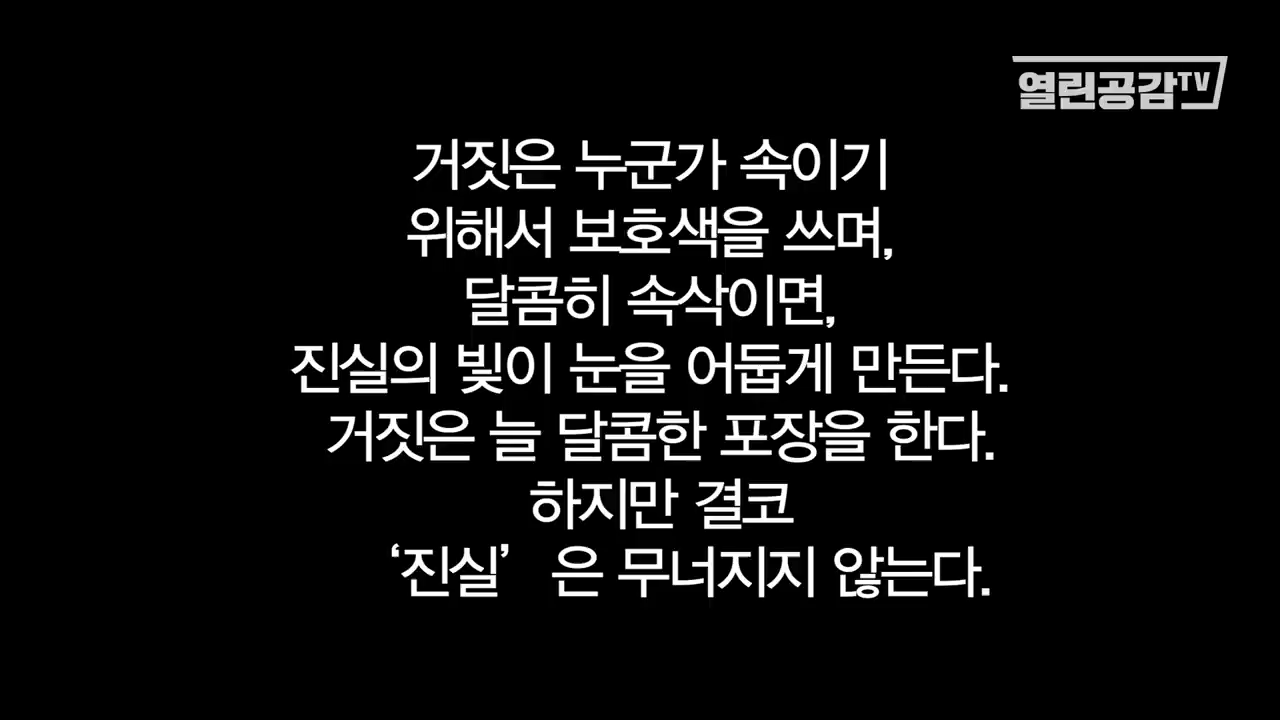 열린공감TV
거짓은 누군가 속이기
위해서 보호색을 쓰며,
달콤히 속삭이면,
진실의 빛이 눈을 어둡게 만든다.
거짓은 늘 달콤한 포장을 한다.
하지만 결코
‘진실’ 은 무너지지 않는다.